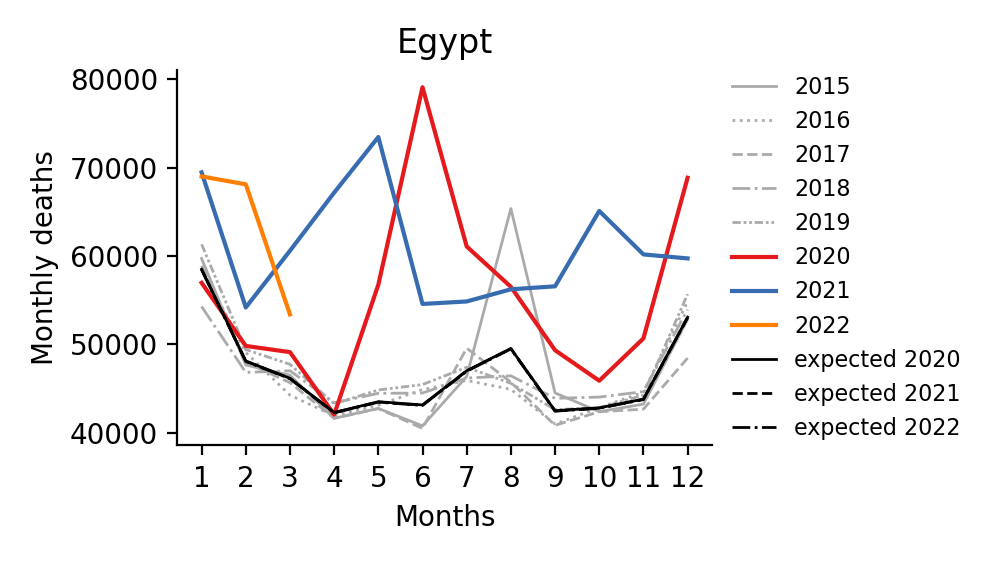 Egypt
80000
70000
60000
50000
40000
Monthly deaths
1 2 3 4 5 6 7 8 9 10 11 12
Months
2015
2016
2017
2018
2019
2020
2021
2022
expected 2020
expected 2021
expected 2022